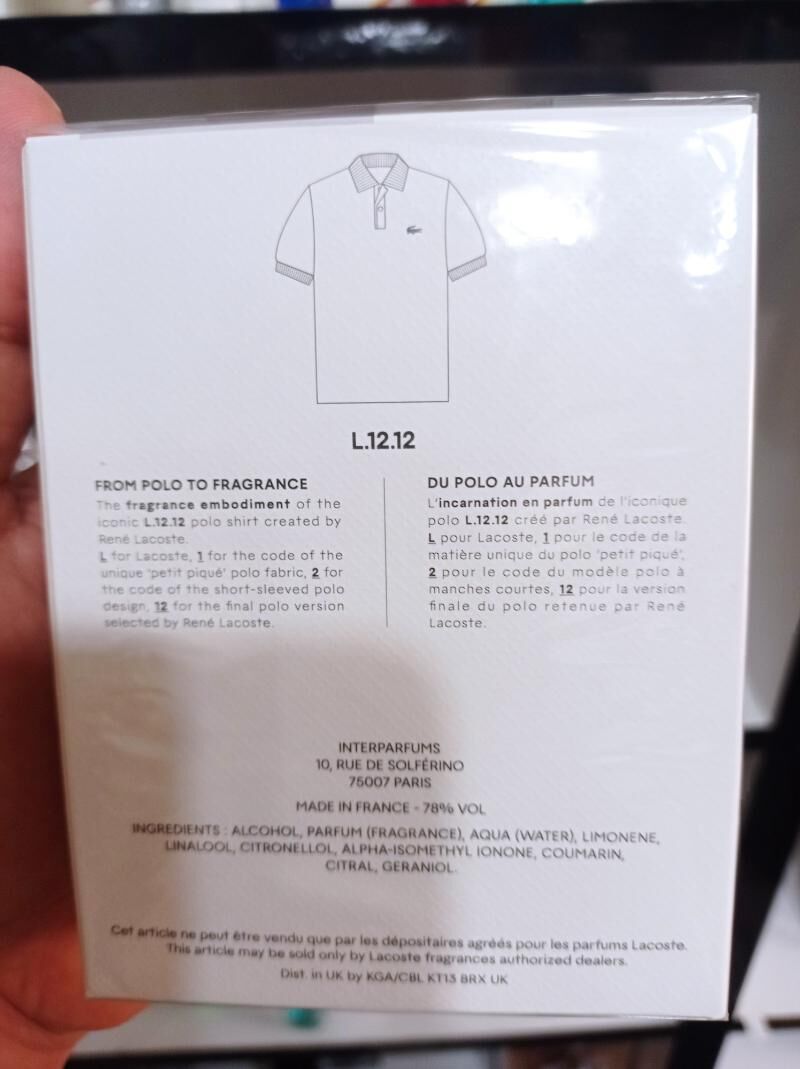 L.12.12
FROM POLO TO FRAGRANCE
The fragrance embodiment of the
iconic L.12.12 polo shirt created by
René Lacoste.
L for Lacoste, 1 for the code of the
unique 'petit piqué' polo fabric, 2 for
the code of the short-sleeved polo
design, 12 for the final polo version
selected by René Lacoste.
DU POLO AU PARFUM
L'incarnation en parfum de l'iconique
polo L.12.12 créé par René Lacoste.
L pour Lacoste, 1 pour le code de la
matière unique du polo 'petit piqué',
2 pour le code du modèle polo à
manches courtes, 12 pour la version
finale du polo retenue par René
Lacoste.
INTERPARFUMS
10, RUE DE SOLFÉRINO
75007 PARIS
MADE IN FRANCE - 78% VOL
INGREDIENTS : ALCOHOL, PARFUM (FRAGRANCE), AQUA (WATER), LIMONENE,
LINALOOL, CITRONELLOL, ALPHA-ISOMETHYL IONONE, COUMARIN,
CITRAL, GERANIOL.
Cet article ne peut être vendu que par les dépositaires agréés pour les parfums Lacoste.
This article may be sold only by Lacoste fragrances authorized dealers.
Dist. in UK by KGA/CBL KT13 8RX UK